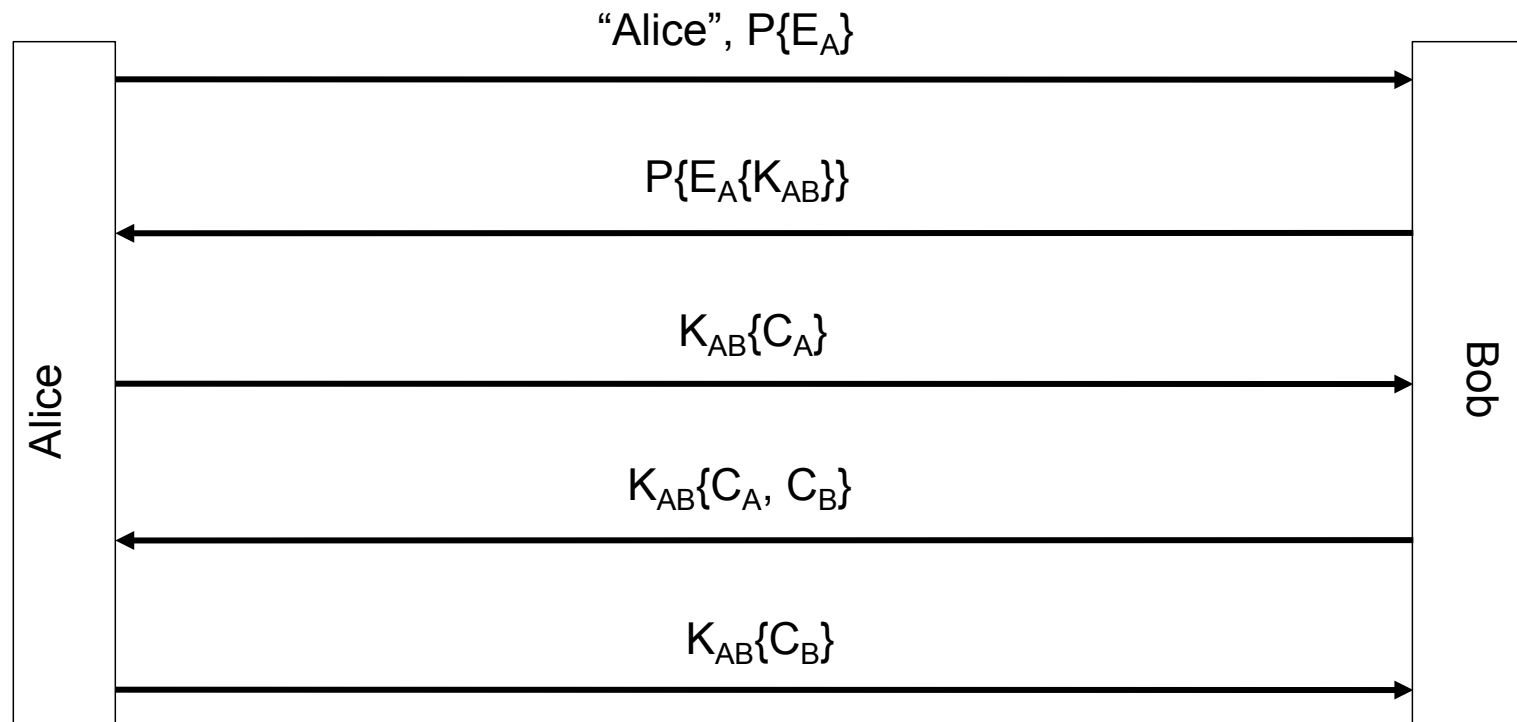 “Alice”, P{E_A}
P{E_A{K_AB}}
K_AB{C_A}
Alice
Bob
K_AB{C_A, C_B}
K_AB{C_B}